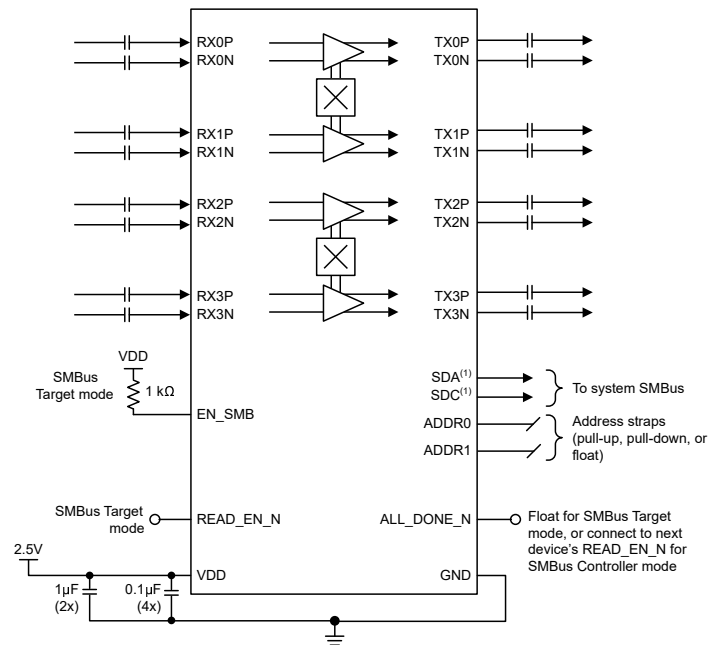 RX0P
RX0N
TX0P
TX0N
RX1P
RX1N
TX1P
TX1N
RX2P
RX2N
TX2P
TX2N
RX3P
RX3N
TX3P
TX3N
VDD
SMBus
Target mode
1 kΩ
EN_SMB
SDA(1)
SDC(1)
To system SMBus
ADDR0
ADDR1
Address straps
(pull-up, pull-down, or
float)
SMBus Target
mode
READ_EN_N
ALL_DONE_N
Float for SMBus Target
mode, or connect to next
device's READ_EN_N for
SMBus Controller mode
2.5V
VDD
GND
1µF
(2x)
0.1µF
(4x)